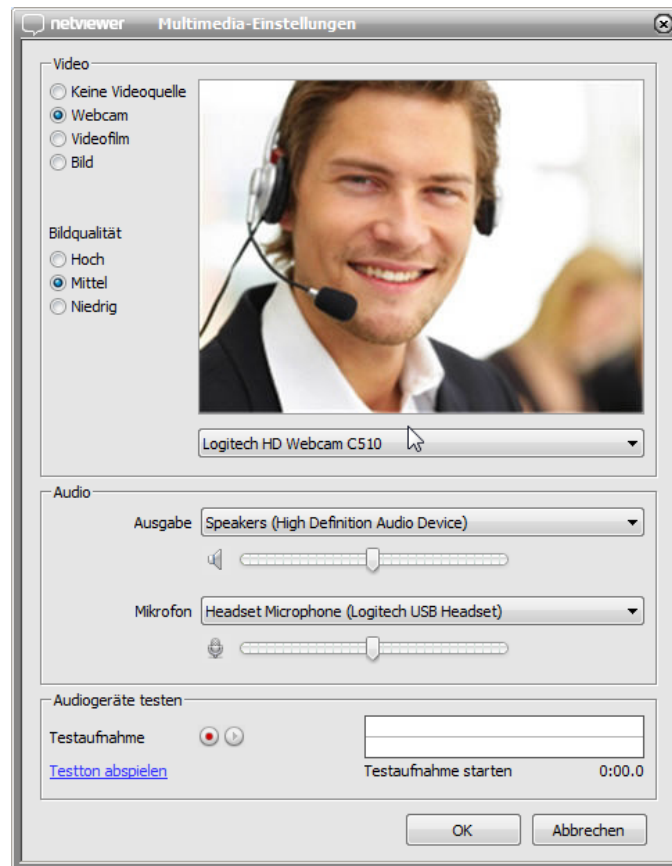 netviewer Multimedia-Einstellungen
Video
Keine Videoquelle
Webcam
Videofilm
Bild
Bildqualität
Hoch
Mittel
Niedrig
Logitech HD Webcam C510
Audio
Ausgabe Speakers (High Definition Audio Device)
Mikrofon Headset Microphone (Logitech USB Headset)
Audiogeräte testen
Testaufnahme
Testton abspielen Testaufnahme starten 0:00.0
OK Abbrechen